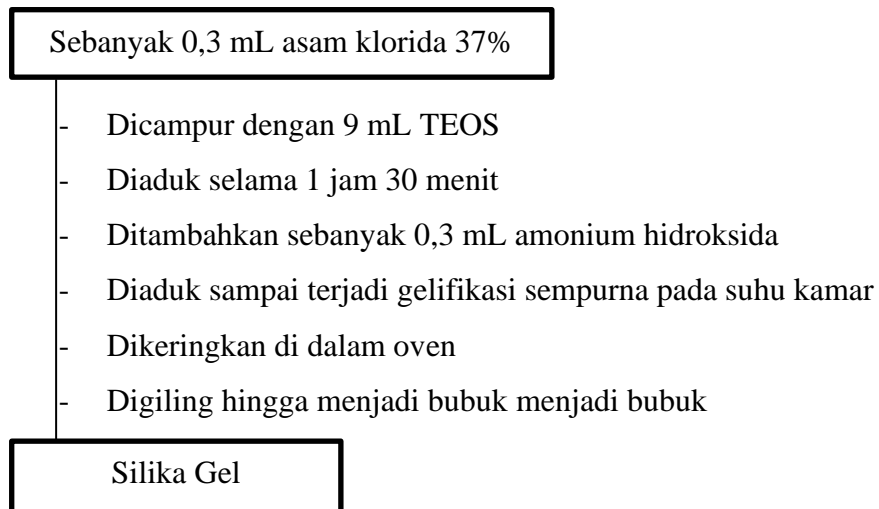 Sebanyak 0,3 mL asam klorida 37%
- Dicampur dengan 9 mL TEOS
- Diaduk selama 1 jam 30 menit
- Ditambahkan sebanyak 0,3 mL amonium hidroksida
- Diaduk sampai terjadi gelifikasi sempurna pada suhu kamar
- Dikeringkan di dalam oven
- Digiling hingga menjadi bubuk menjadi bubuk
Silika Gel